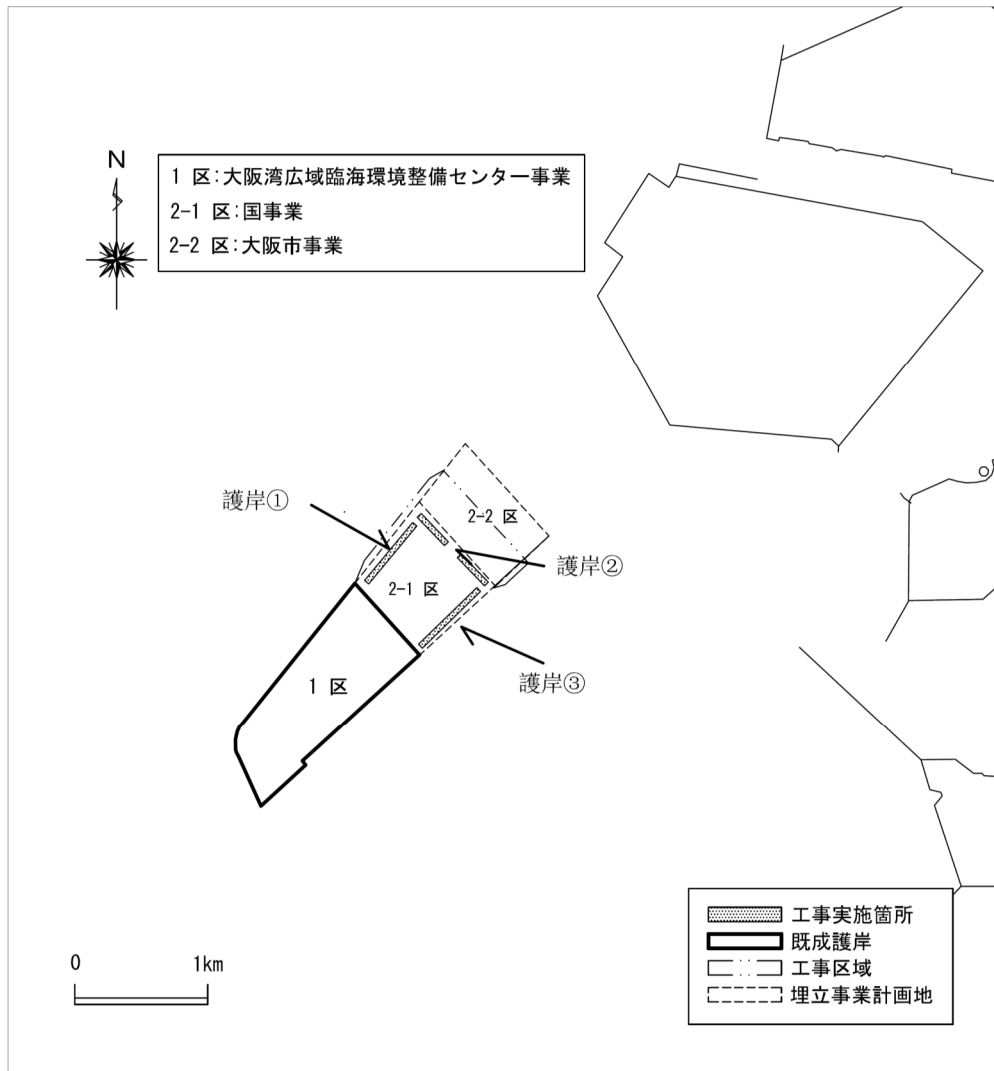 N
1 区:大阪湾広域臨海環境整備センター事業
2-1 区:国事業
2-2 区:大阪市事業
護岸①
2-2 区
護岸②
2-1 区
護岸③
1 区
工事実施箇所
既成護岸
工事区域
埋立事業計画地
0 1km